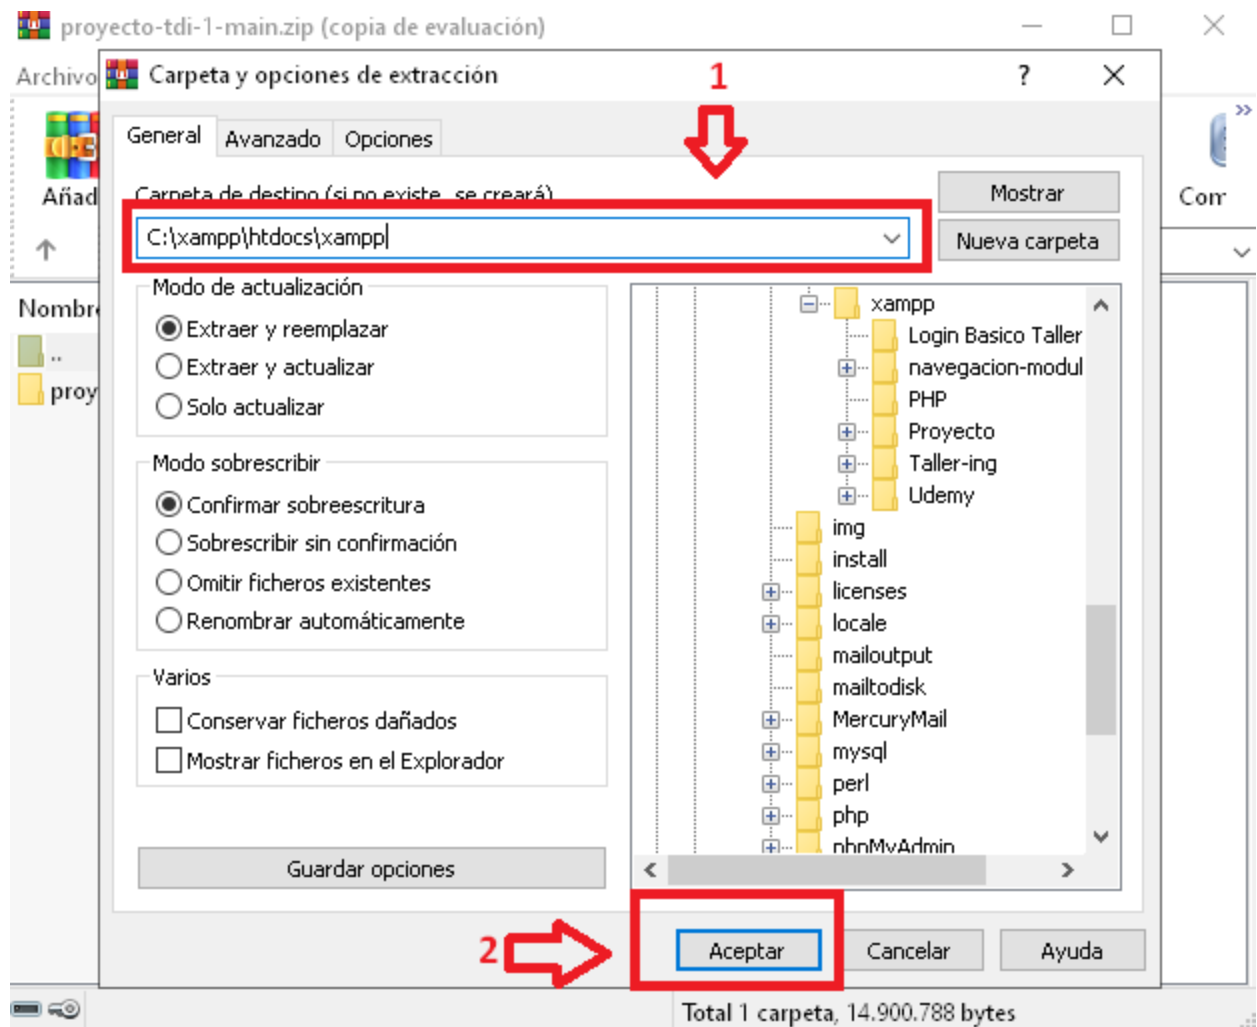 proyecto-tdi-1-main.zip (copia de evaluación)
Archivo
Carpeta y opciones de extracción
?
1
General
Avanzado
Opciones
Añad
Carpeta de destino (si no existe, se creará)
Mostrar
Com
C:\xampp\htdocs\xampp
Nueva carpeta
Nombre
Modo de actualización
Extraer y reemplazar
Extraer y actualizar
Solo actualizar
..
proy
Modo sobrescribir
Confirmar sobreescritura
Sobrescribir sin confirmación
Omitir ficheros existentes
Renombrar automáticamente
Varios
Conservar ficheros dañados
Mostrar ficheros en el Explorador
Guardar opciones
xampp
Login Basico Taller
navegacion-modul
PHP
Proyecto
Taller-ing
Udemy
img
install
licenses
locale
mailoutput
mailtodisk
MercuryMail
mysql
perl
php
phpMyAdmin
2
Aceptar
Cancelar
Ayuda
Total 1 carpeta, 14.900.788 bytes